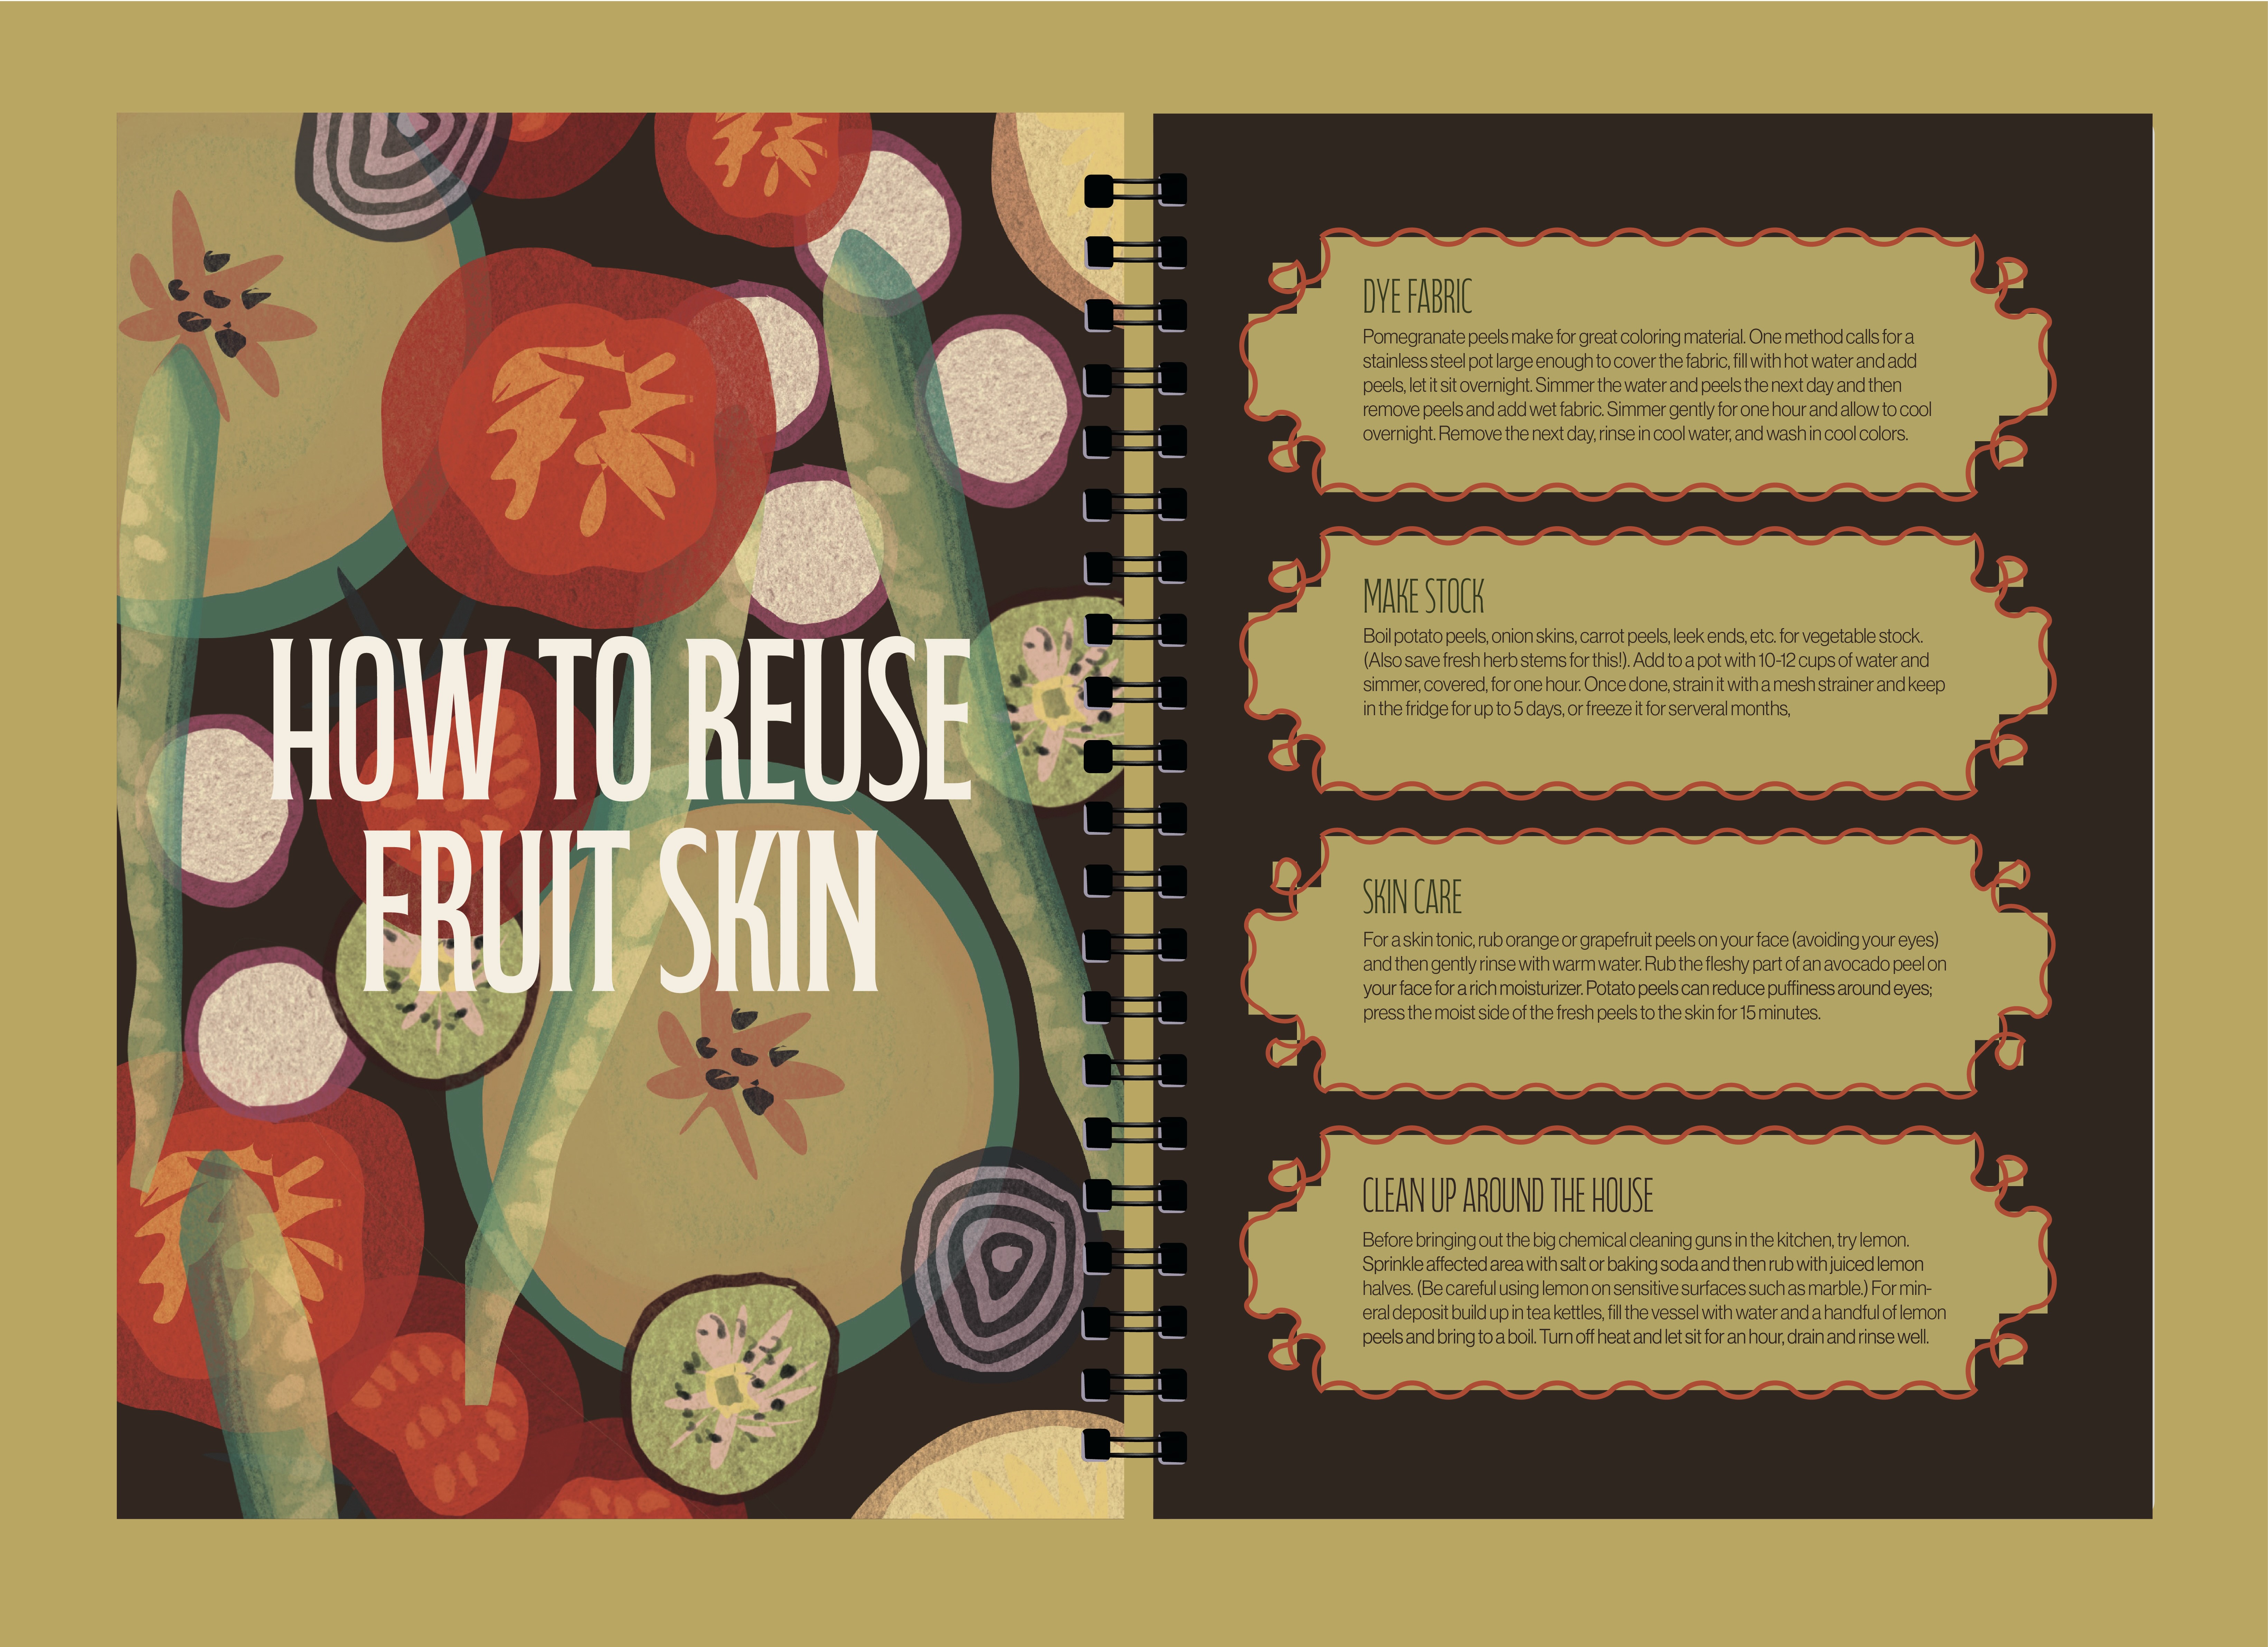 HOW TO REUSE
FRUIT SKIN
DYE FABRIC
Pomegranate peels make for great coloring material. One method calls for a
stainless steel pot large enough to cover the fabric, fill with hot water and add
peels, let it sit overnight. Simmer the water and peels the next day and then
remove peels and add wet fabric. Simmer gently for one hour and allow to cool
overnight. Remove the next day, rinse in cool water, and wash in cool colors.
MAKE STOCK
Boil potato peels, onion skins, carrot peels, leek ends, etc. for vegetable stock.
(Also save fresh herb stems for this!). Add to a pot with 10-12 cups of water and
simmer, covered, for one hour. Once done, strain it with a mesh strainer and keep
in the fridge for up to 5 days, or freeze it for serveral months,
SKIN CARE
For a skin tonic, rub orange or grapefruit peels on your face (avoiding your eyes)
and then gently rinse with warm water. Rub the fleshy part of an avocado peel on
your face for a rich moisturizer. Potato peels can reduce puffiness around eyes;
press the moist side of the fresh peels to the skin for 15 minutes.
CLEAN UP AROUND THE HOUSE
Before bringing out the big chemical cleaning guns in the kitchen, try lemon.
Sprinkle affected area with salt or baking soda and then rub with juiced lemon
halves. (Be careful using lemon on sensitive surfaces such as marble.) For min-
eral deposit build up in tea kettles, fill the vessel with water and a handful of lemon
peels and bring to a boil. Turn off heat and let sit for an hour, drain and rinse well.